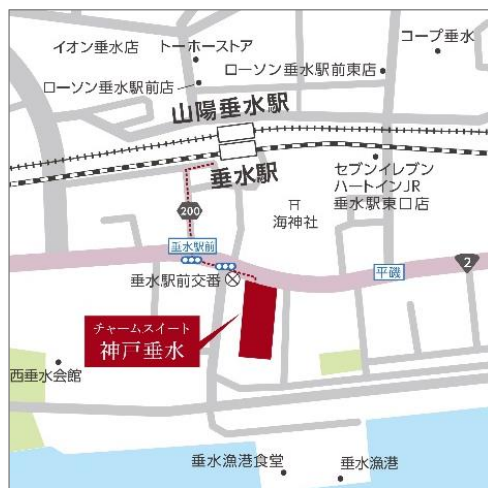 コープ垂水
イオン垂水店
トーホーストア
ローソン垂水駅前東店
ローソン垂水駅前店
山陽垂水駅
垂水駅
セブンイレブン
ハートインJR
垂水駅東口店
200
海神社
垂水駅前
平磯
2
垂水駅前交番
チャームスイート
神戸垂水
西垂水会館
垂水漁港食堂
垂水漁港